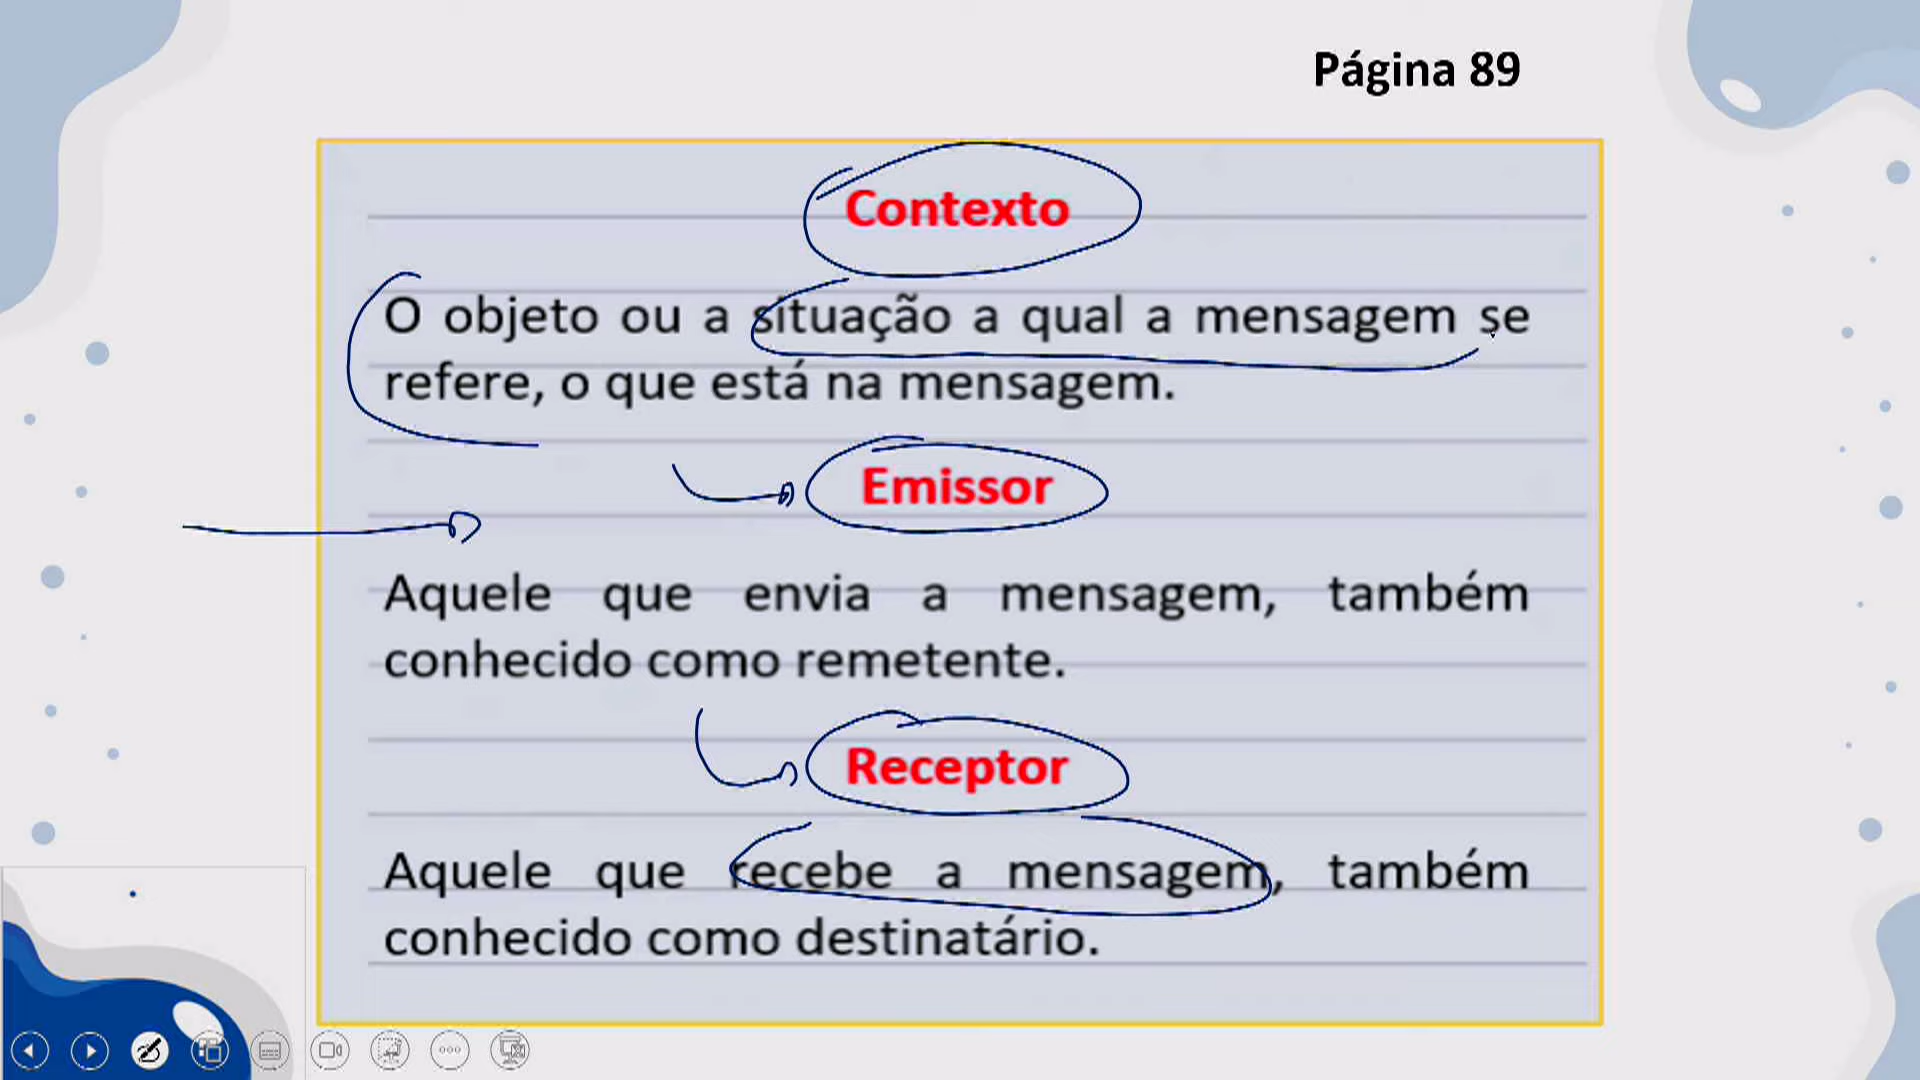 Página 89
Contexto
O objeto ou a situação a qual a mensagem se
refere, o que está na mensagem.
Emissor
Aquele que envia a mensagem, também
conhecido como remetente.
Receptor
Aquele que recebe a mensagem, também
conhecido como destinatário.